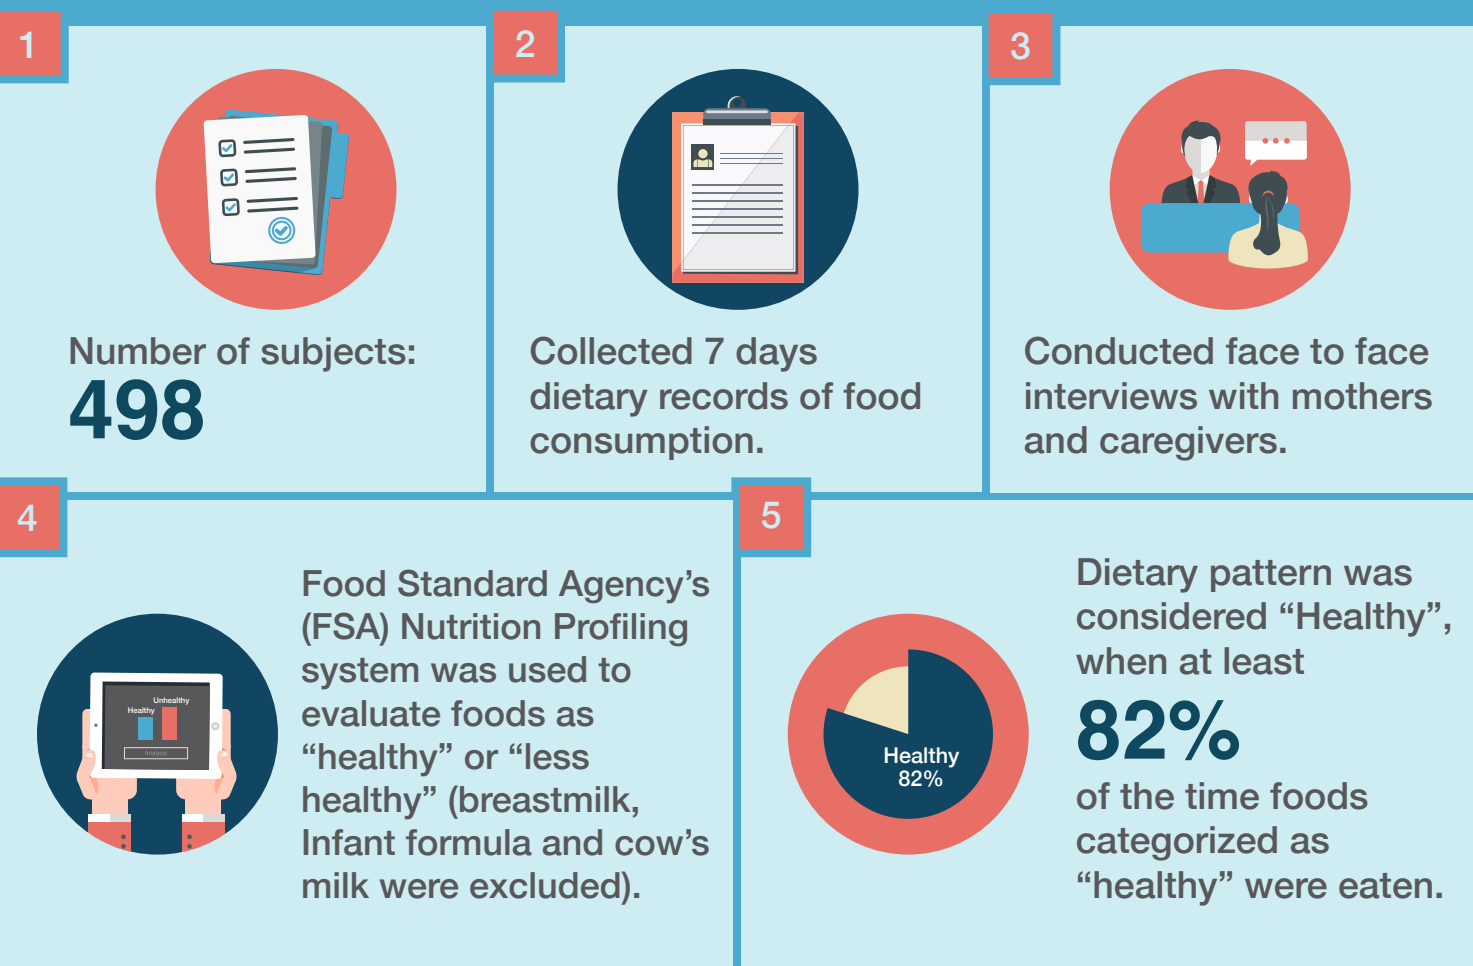 1
Number of subjects:
498
2
Collected 7 days
dietary records of food
consumption.
3
Conducted face to face
interviews with mothers
and caregivers.
4
Unhealthy
Healthy
Analysis
Food Standard Agency’s
(FSA) Nutrition Profiling
system was used to
evaluate foods as
“healthy” or “less
healthy” (breastmilk,
Infant formula and cow’s
milk were excluded).
5
Healthy
82%
Dietary pattern was
considered “Healthy”,
when at least
82%
of the time foods
categorized as
“healthy” were eaten.